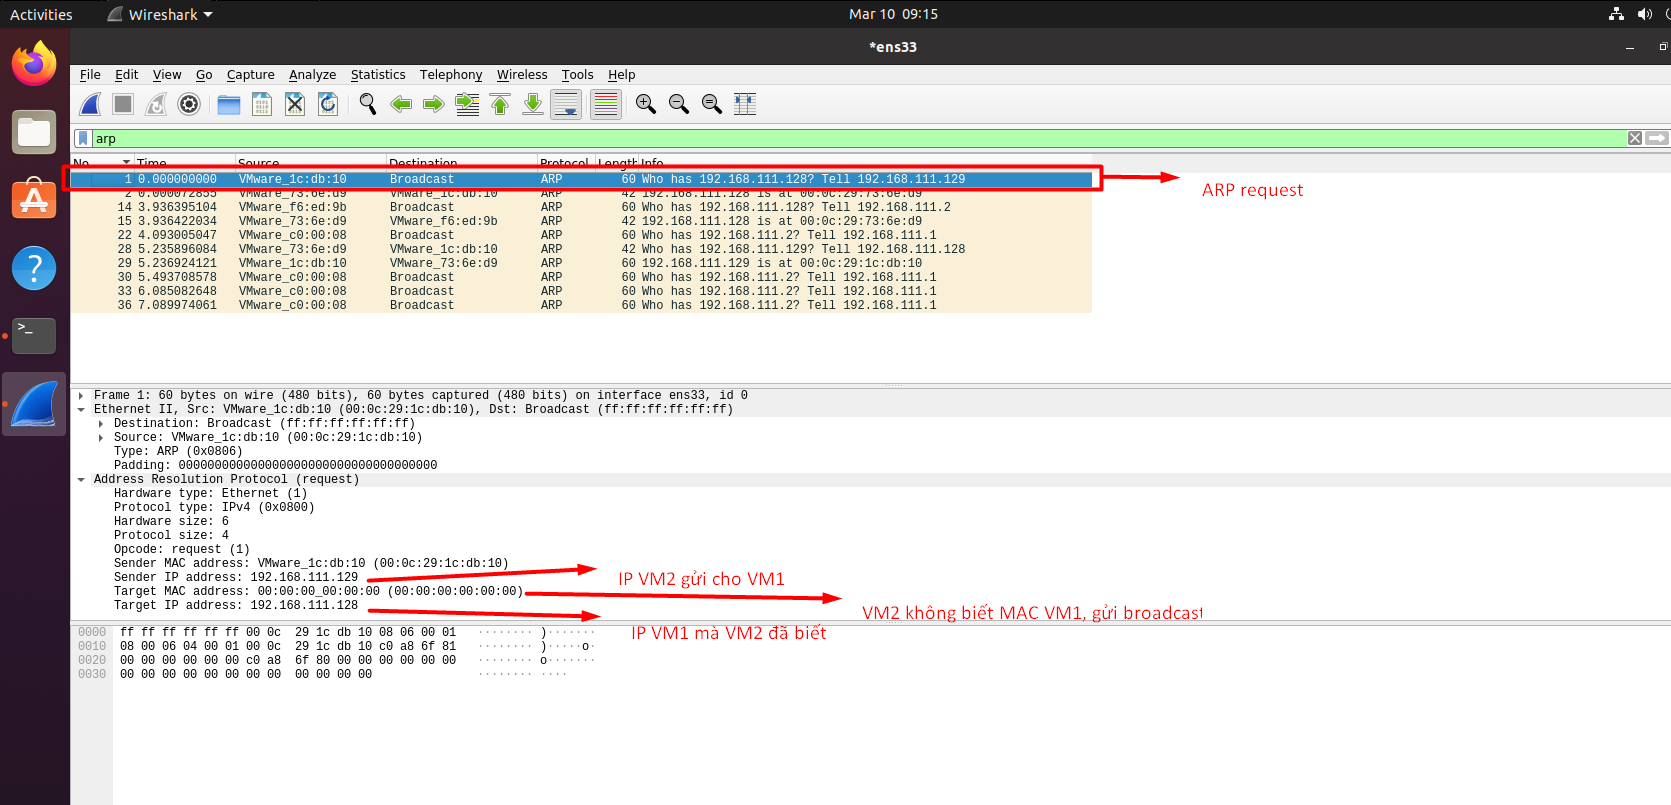 Activities Wireshark Mar 10 09:15
*ens33
File Edit View Go Capture Analyze Statistics Telephony Wireless Tools Help
arp
No. Time Source Destination Protocol Length Info
1 0.000000000 VMware_1c:db:10 Broadcast ARP 60 Who has 192.168.111.128? Tell 192.168.111.129
ARP request
2 0.000072855 VMware_73:6e:d9 VMware_1c:db:10 ARP 42 192.168.111.128 is at 00:0c:29:73:6e:d9
14 3.936395104 VMware_f6:ed:9b Broadcast ARP 60 Who has 192.168.111.128? Tell 192.168.111.2
15 3.936422034 VMware_73:6e:d9 VMware_f6:ed:9b ARP 42 192.168.111.128 is at 00:0c:29:73:6e:d9
22 4.093005047 VMware_c0:00:08 Broadcast ARP 60 Who has 192.168.111.2? Tell 192.168.111.1
28 5.235896084 VMware_73:6e:d9 VMware_1c:db:10 ARP 42 Who has 192.168.111.129? Tell 192.168.111.128
29 5.236924121 VMware_1c:db:10 VMware_73:6e:d9 ARP 60 192.168.111.129 is at 00:0c:29:1c:db:10
30 5.493708578 VMware_c0:00:08 Broadcast ARP 60 Who has 192.168.111.2? Tell 192.168.111.1
33 6.085082648 VMware_c0:00:08 Broadcast ARP 60 Who has 192.168.111.2? Tell 192.168.111.1
36 7.089974061 VMware_c0:00:08 Broadcast ARP 60 Who has 192.168.111.2? Tell 192.168.111.1
Frame 1: 60 bytes on wire (480 bits), 60 bytes captured (480 bits) on interface ens33, id 0
Ethernet II, Src: VMware_1c:db:10 (00:0c:29:1c:db:10), Dst: Broadcast (ff:ff:ff:ff:ff:ff)
Destination: Broadcast (ff:ff:ff:ff:ff:ff)
Source: VMware_1c:db:10 (00:0c:29:1c:db:10)
Type: ARP (0x0806)
Padding: 000000000000000000000000000000000000
Address Resolution Protocol (request)
Hardware type: Ethernet (1)
Protocol type: IPv4 (0x0800)
Hardware size: 6
Protocol size: 4
Opcode: request (1)
Sender MAC address: VMware_1c:db:10 (00:0c:29:1c:db:10)
Sender IP address: 192.168.111.129
IP VM2 gửi cho VM1
Target MAC address: 00:00:00_00:00:00 (00:00:00:00:00:00)
VM2 không biết MAC VM1, gửi broadcast
Target IP address: 192.168.111.128
IP VM1 mà VM2 đã biết
0000 ff ff ff ff ff ff 00 0c 29 1c db 10 08 06 00 01 ········ )·······
0010 08 00 06 04 00 01 00 0c 29 1c db 10 c0 a8 6f 81 ········ )·····o·
0020 00 00 00 00 00 00 c0 a8 6f 80 00 00 00 00 00 00 ········ o·······
0030 00 00 00 00 00 00 00 00 00 00 00 00 ········ ····